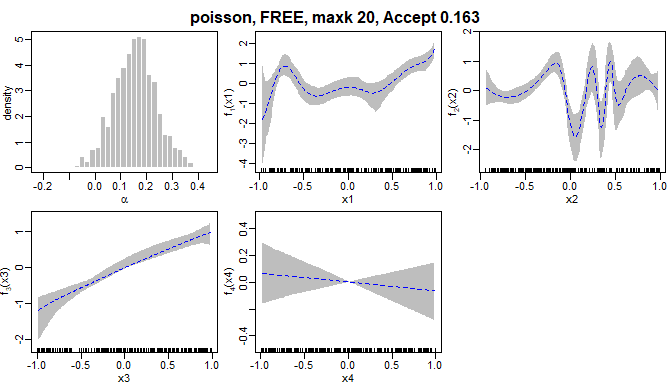 poisson, FREE, maxk 20, Accept 0.163
density
0 1 2 3 4 5
-0.2 0.0 0.1 0.2 0.3 0.4
α
f₁(x1)
-4 -3 -2 -1 0 1
-1.0 -0.5 0.0 0.5 1.0
x1
f₂(x2)
-2 -1 0 1 2
-1.0 -0.5 0.0 0.5 1.0
x2
f₃(x3)
-2 -1 0 1
-1.0 -0.5 0.0 0.5 1.0
x3
f₄(x4)
-0.4 0.0 0.2 0.4
-1.0 -0.5 0.0 0.5 1.0
x4